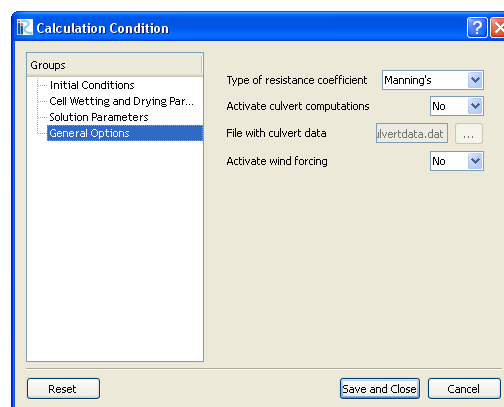 Calculation Condition
Groups
Initial Conditions
Cell Wetting and Drying Par...
Solution Parameters
General Options
Type of resistance coefficient Manning's
Activate culvert computations No
File with culvert data ulvertdata.dat ...
Activate wind forcing No
Reset Save and Close Cancel